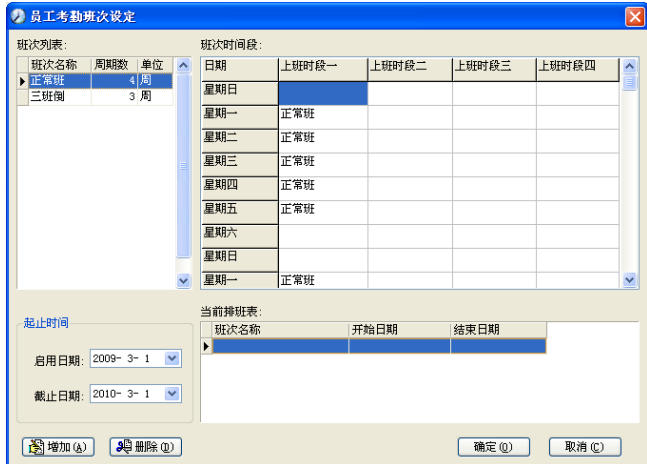 员工考勤班次设定
班次列表:
班次名称 周期数 单位
正常班 4 周
三班倒 3 周
班次时间段:
日期 上班时段一 上班时段二 上班时段三 上班时段四
星期日
星期一 正常班
星期二 正常班
星期三 正常班
星期四 正常班
星期五 正常班
星期六
星期日
星期一 正常班
起止时间
启用日期: 2009- 3- 1
截止日期: 2010- 3- 1
当前排班表:
班次名称 开始日期 结束日期
增加(A) 删除(D) 确定(O) 取消(C)